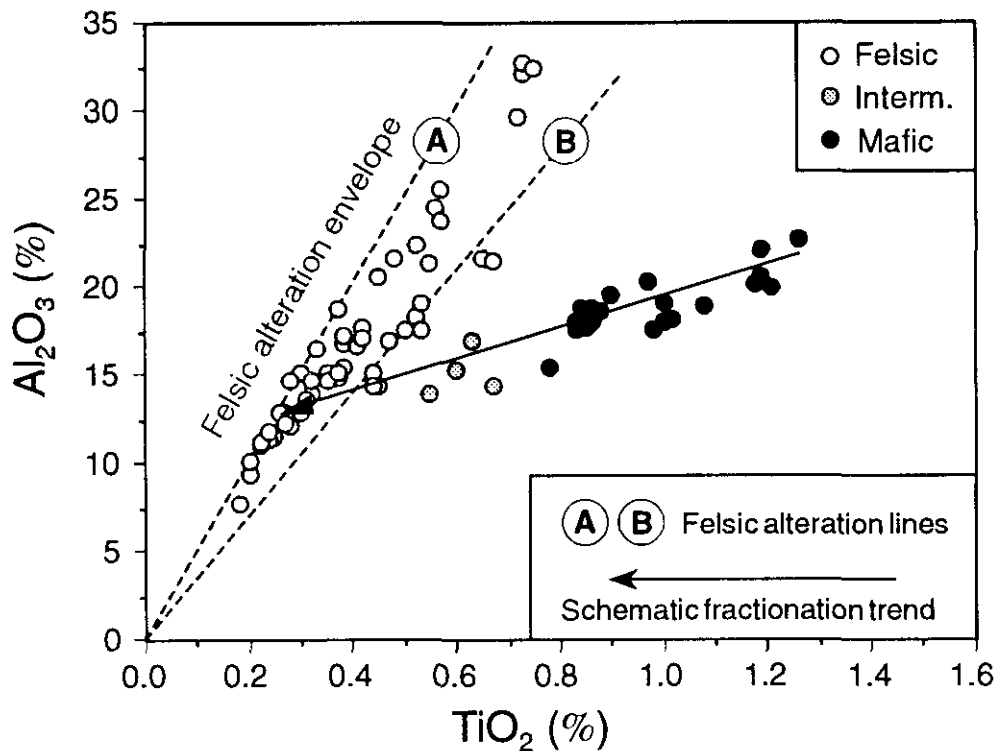 35
30
25
20
15
10
5
0
Al₂O₃ (%)
0.0 0.2 0.4 0.6 0.8 1.0 1.2 1.4 1.6
TiO₂ (%)
Felsic alteration envelope
A
B
Felsic
Interm.
Mafic
A B Felsic alteration lines
Schematic fractionation trend